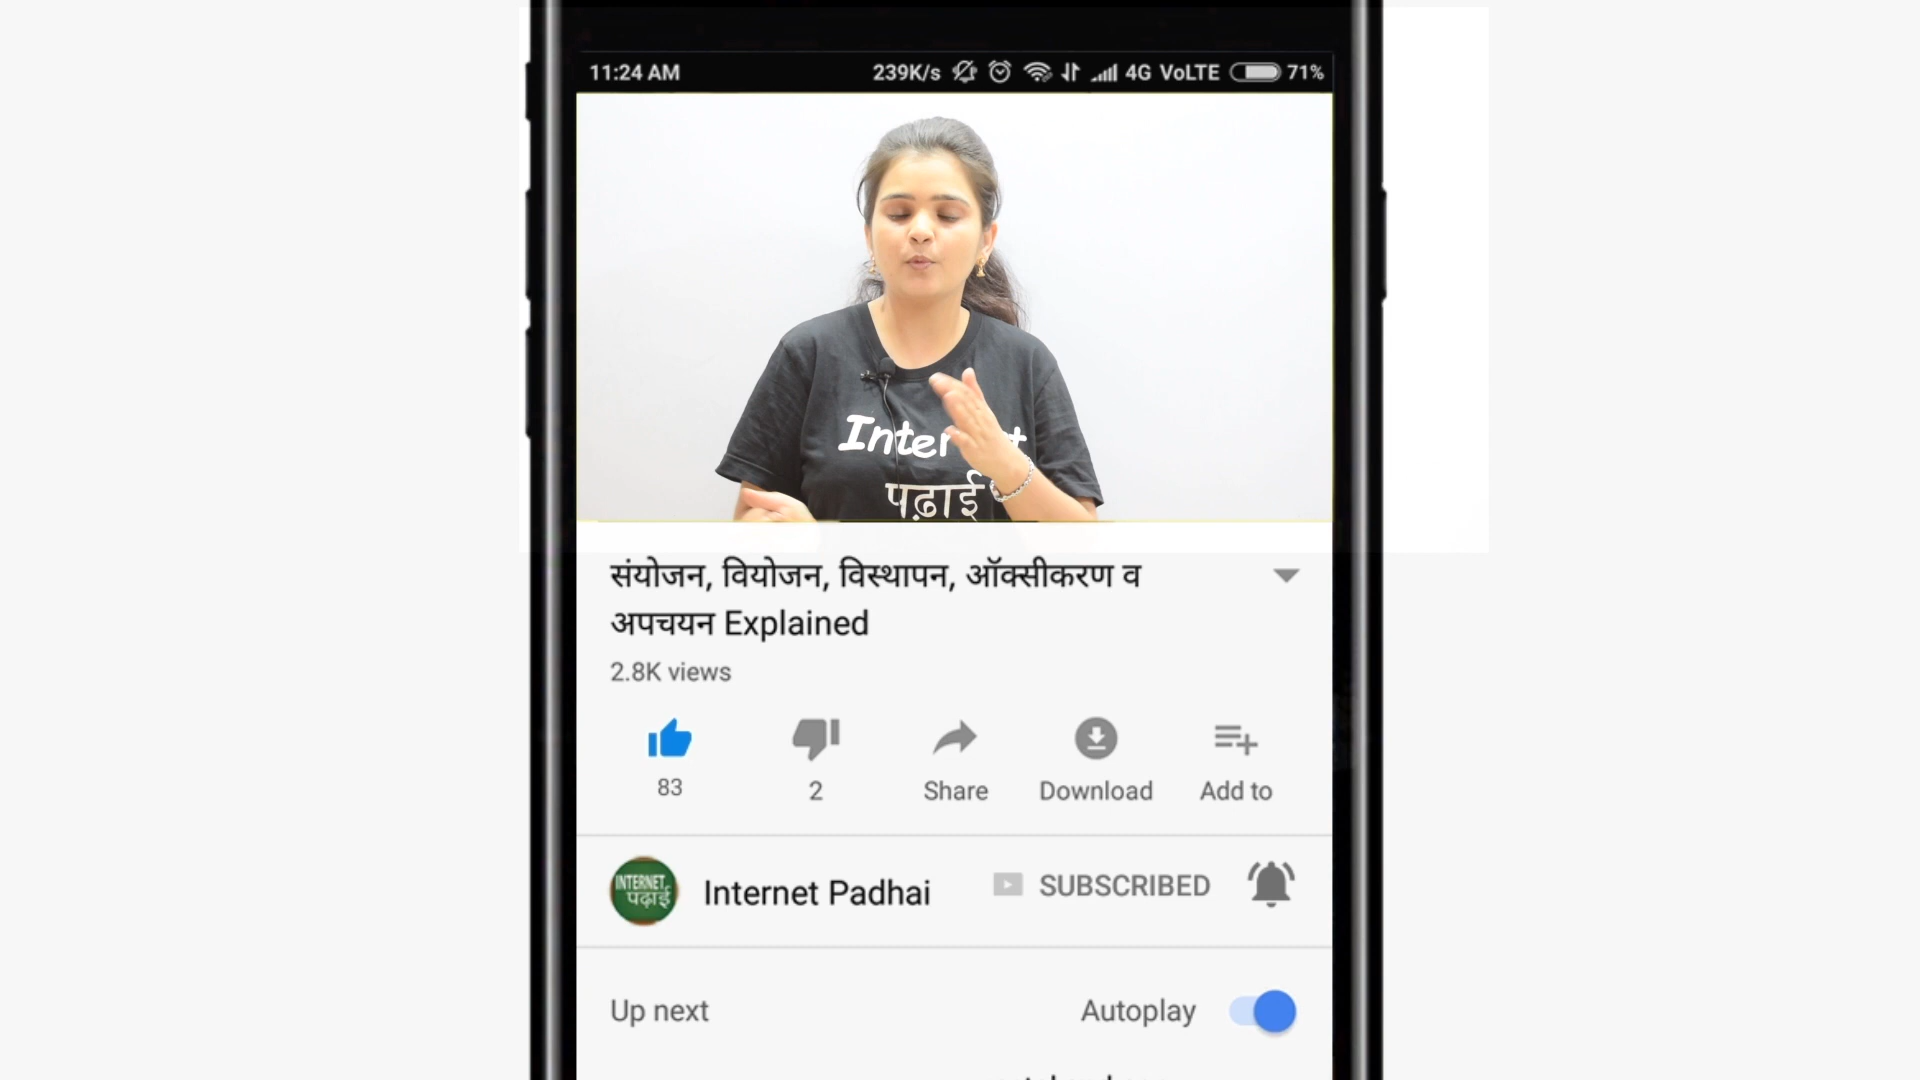 11:24 AM 239K/s 4G VoLTE 71%
पढ़ाई
संयोजन, वियोजन, विस्थापन, ऑक्सीकरण व
अपचयन Explained
2.8K views
83 2 Share Download Add to
INTERNET
पढ़ाई
Internet Padhai SUBSCRIBED
Up next Autoplay